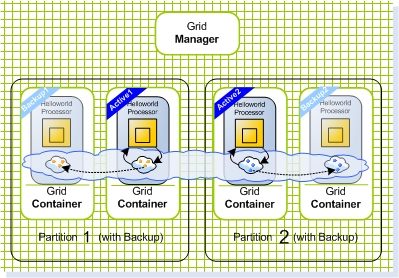 Grid
Manager
Backup1
Helloworld
Processor
Active1
Helloworld
Processor
Active2
Helloworld
Processor
Backup2
Helloworld
Processor
Grid
Container
Grid
Container
Grid
Container
Grid
Container
Partition 1 (with Backup)
Partition 2 (with Backup)